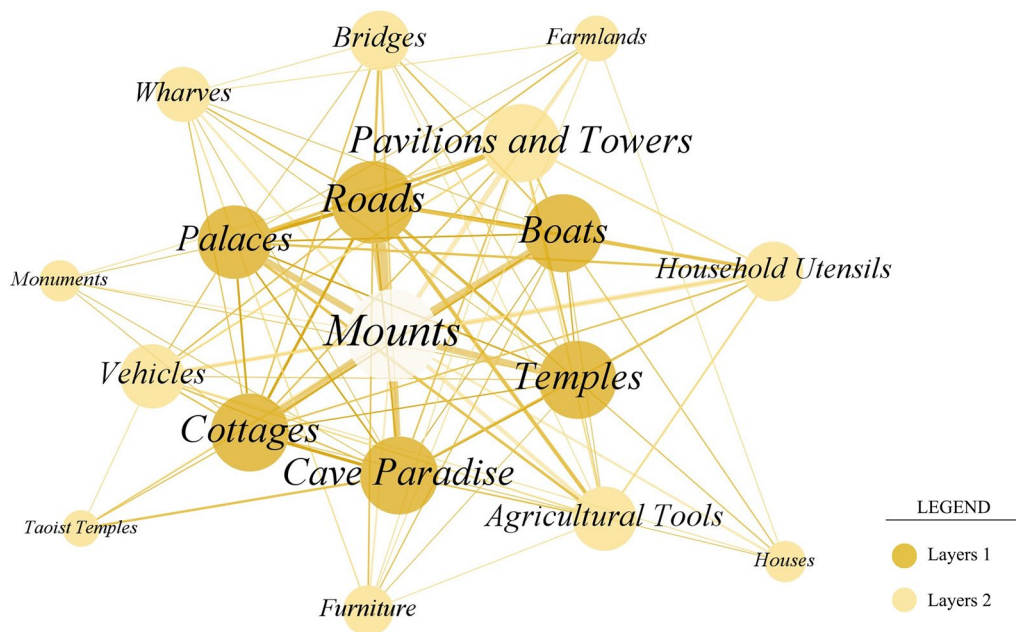 Bridges
Farmlands
Wharves
Pavilions and Towers
Roads
Palaces
Boats
Household Utensils
Monuments
Mounts
Vehicles
Temples
Cottages
Cave Paradise
Agricultural Tools
Taoist Temples
Houses
Furniture
LEGEND
Layers 1
Layers 2